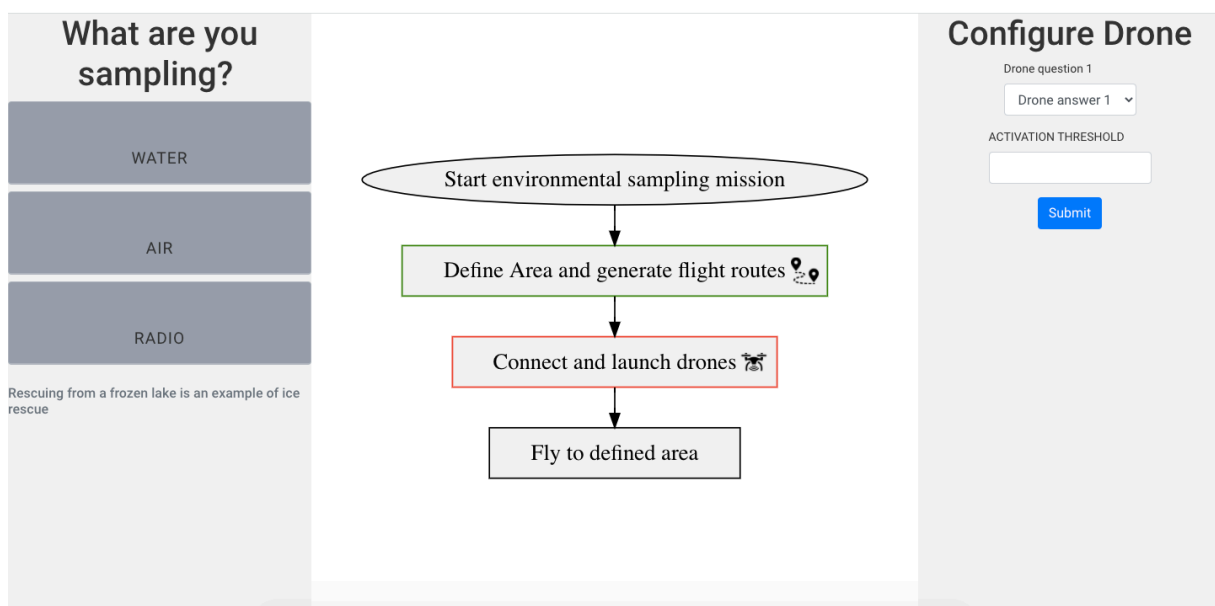 What are you
sampling?
WATER
AIR
RADIO
Rescuing from a frozen lake is an example of ice
rescue
Start environmental sampling mission
Define Area and generate flight routes
Connect and launch drones
Fly to defined area
Configure Drone
Drone question 1
Drone answer 1
ACTIVATION THRESHOLD
Submit